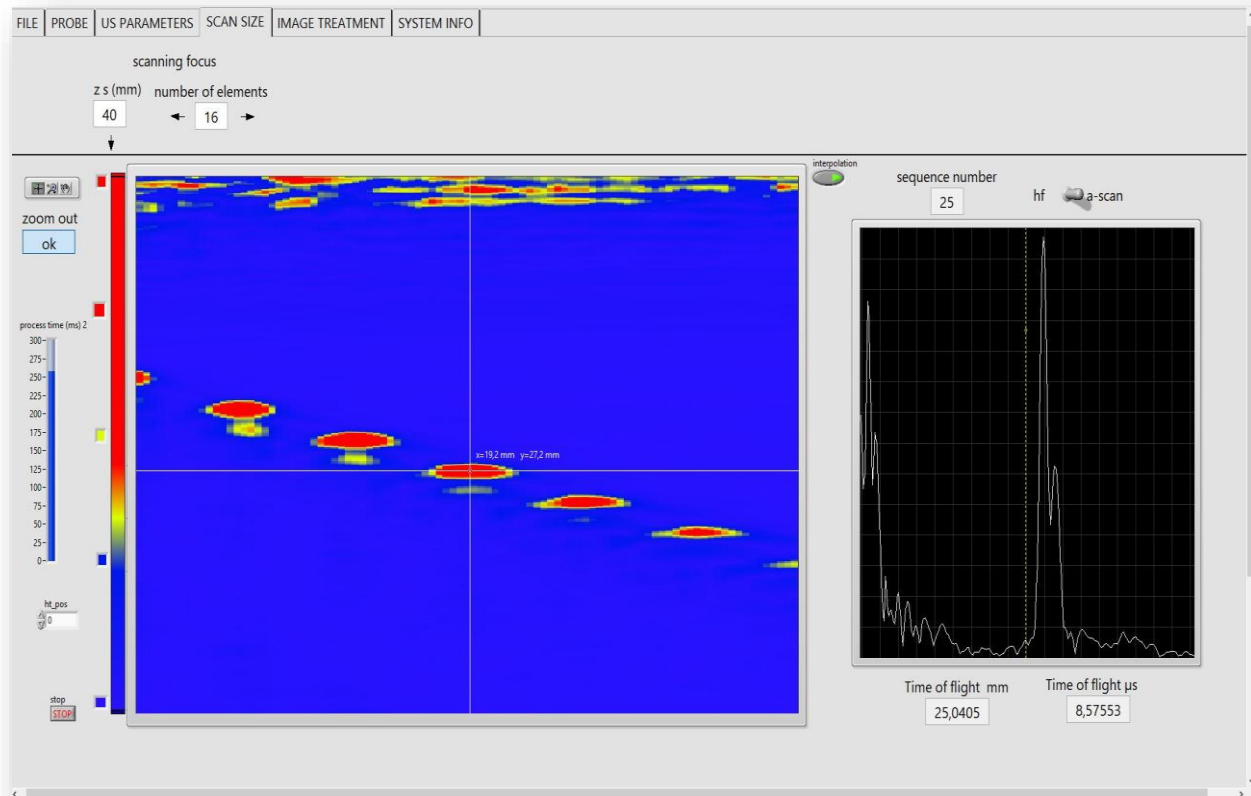 FILE PROBE US PARAMETERS SCAN SIZE IMAGE TREATMENT SYSTEM INFO
scanning focus
z s (mm) number of elements
40 16
interpolation
sequence number
25
hf a-scan
zoom out
ok
process time (ms) 2
300-
275-
250-
225-
200-
175-
150-
125-
100-
75-
50-
25-
0-
x=19,2 mm y=27,2 mm
ht_pos
0
stop
STOP
Time of flight mm Time of flight µs
25,0405 8,57553